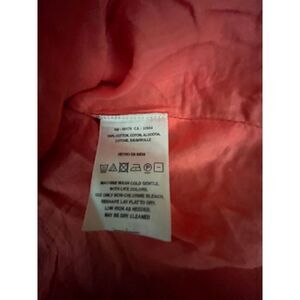 100% COTTON, COTON, ALGODON,
COTONE, BAUMWOLLE
MACHINE WASH COLD GENTLE,
WITH LIKE COLORS.
USE ONLY NON-CHLORINE BLEACH.
RESHAPE LAY FLAT TO DRY.
LOW IRON AS NEEDED.
MAY BE DRY CLEANED